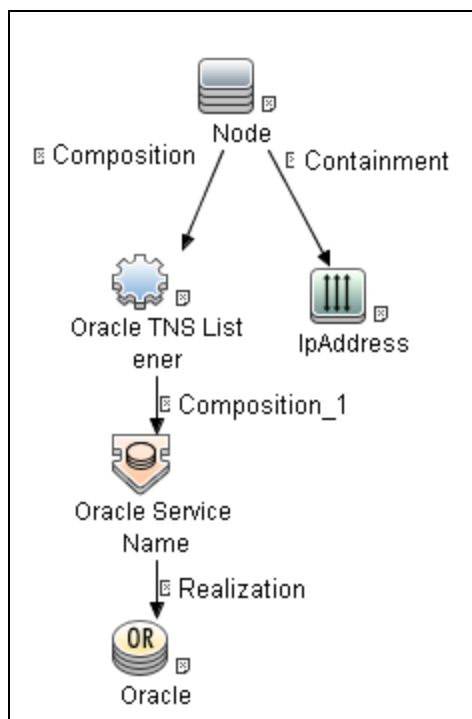 Node
Composition
Containment
Oracle TNS List
ener
IpAddress
Composition_1
Oracle Service
Name
Realization
OR
Oracle